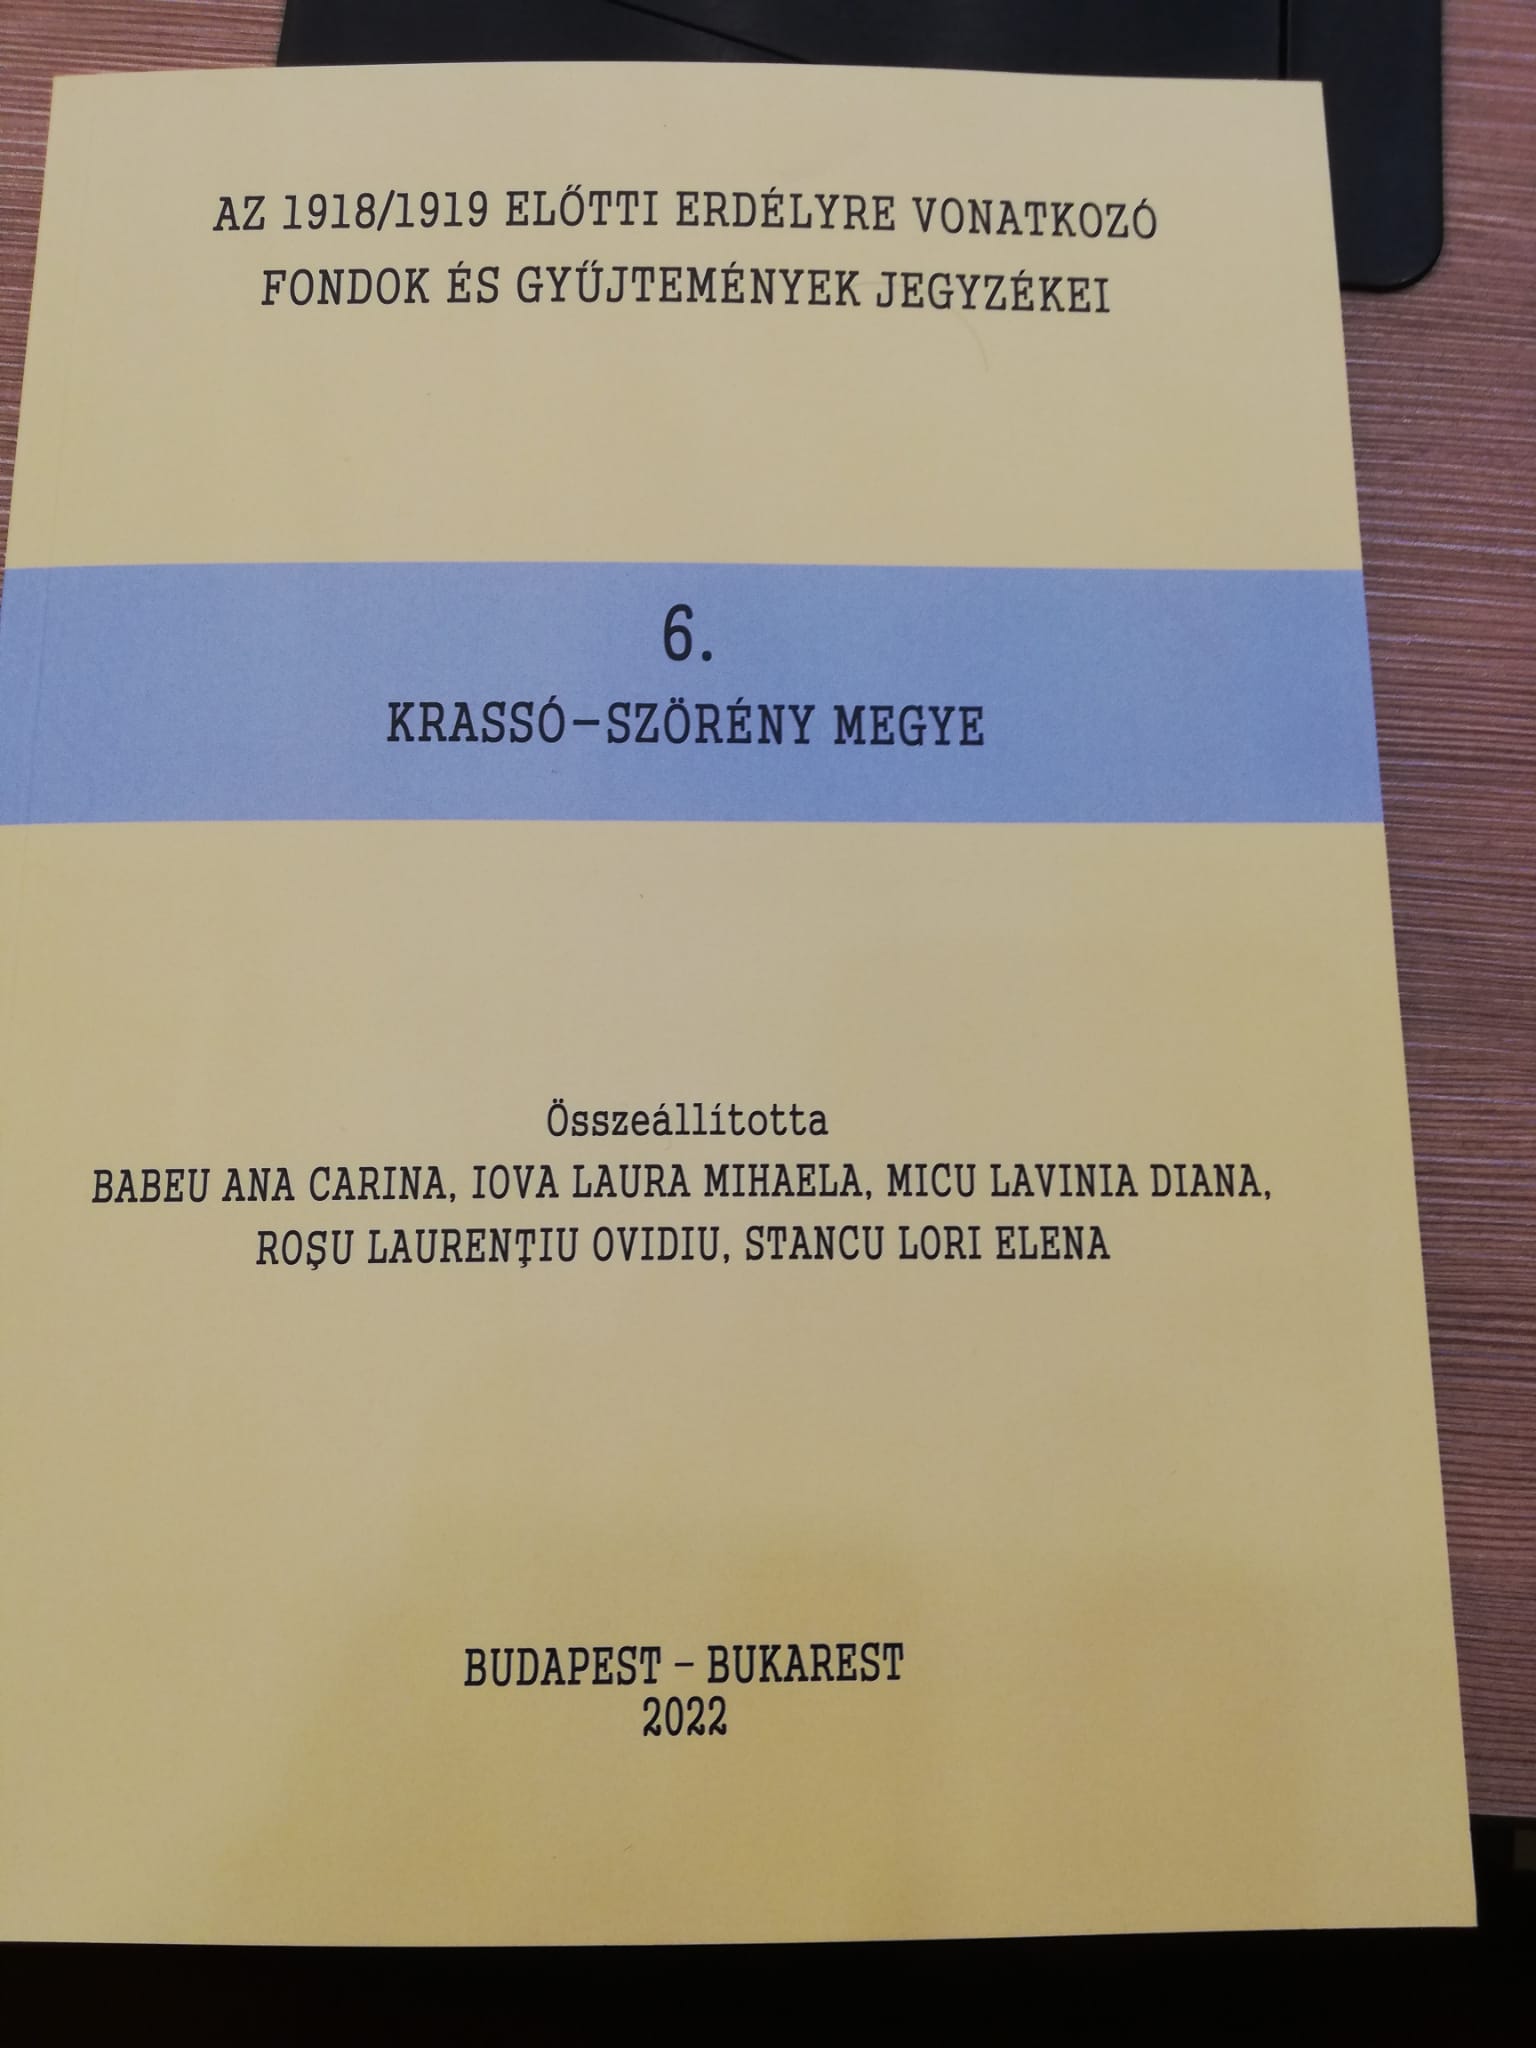 AZ 1918/1919 ELŐTTI ERDÉLYRE VONATKOZÓ
FONDOK ÉS GYŰJTEMÉNYEK JEGYZÉKEI
6.
KRASSÓ-SZÖRÉNY MEGYE
Összeállította
BABEU ANA CARINA, IOVA LAURA MIHAELA, MICU LAVINIA DIANA,
ROŞU LAURENŢIU OVIDIU, STANCU LORI ELENA
BUDAPEST – BUKAREST
2022